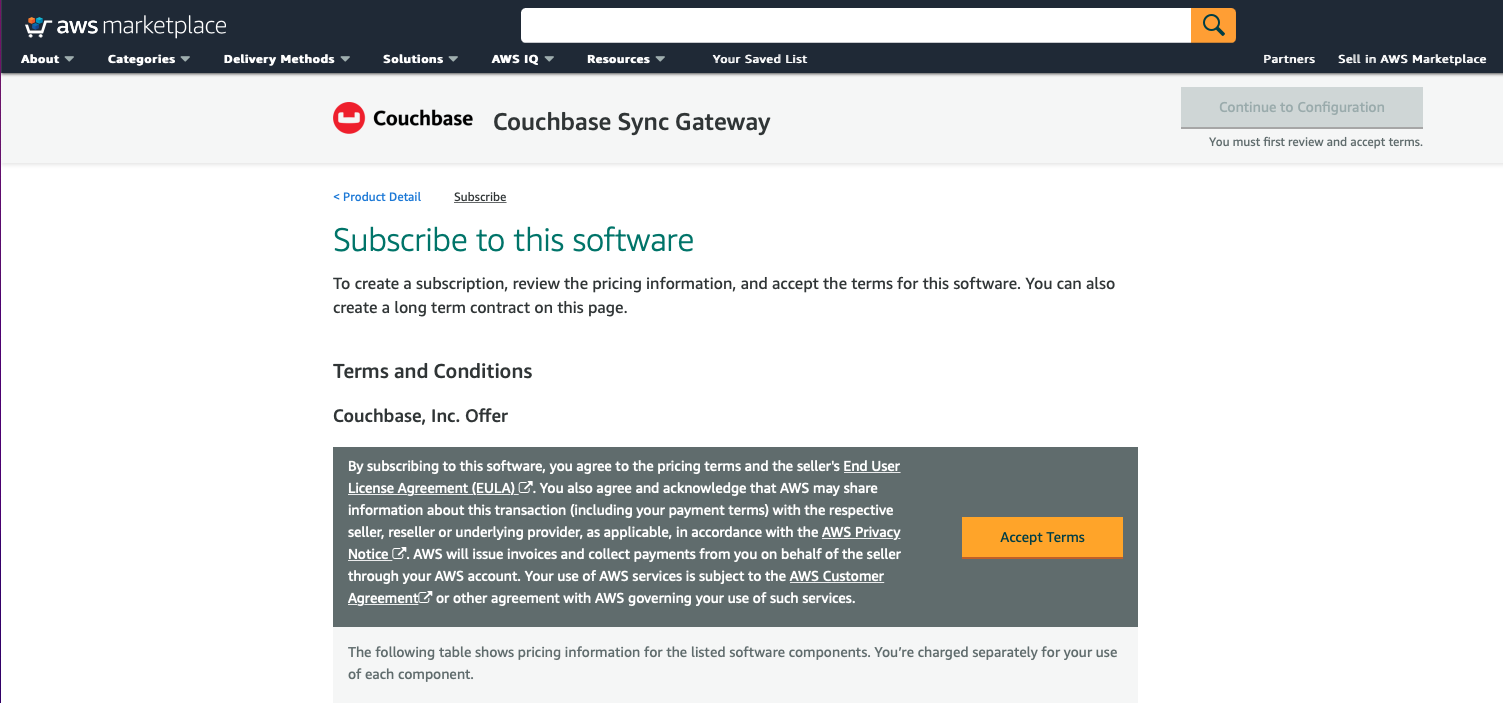 aws marketplace
About
Categories
Delivery Methods
Solutions
AWS IQ
Resources
Your Saved List
Partners
Sell in AWS Marketplace
Couchbase
Couchbase Sync Gateway
Continue to Configuration
You must first review and accept terms.
< Product Detail
Subscribe
Subscribe to this software
To create a subscription, review the pricing information, and accept the terms for this software. You can also
create a long term contract on this page.
Terms and Conditions
Couchbase, Inc. Offer
By subscribing to this software, you agree to the pricing terms and the seller's End User
License Agreement (EULA) . You also agree and acknowledge that AWS may share
information about this transaction (including your payment terms) with the respective
seller, reseller or underlying provider, as applicable, in accordance with the AWS Privacy
Notice . AWS will issue invoices and collect payments from you on behalf of the seller
through your AWS account. Your use of AWS services is subject to the AWS Customer
Agreement or other agreement with AWS governing your use of such services.
Accept Terms
The following table shows pricing information for the listed software components. You’re charged separately for your use
of each component.